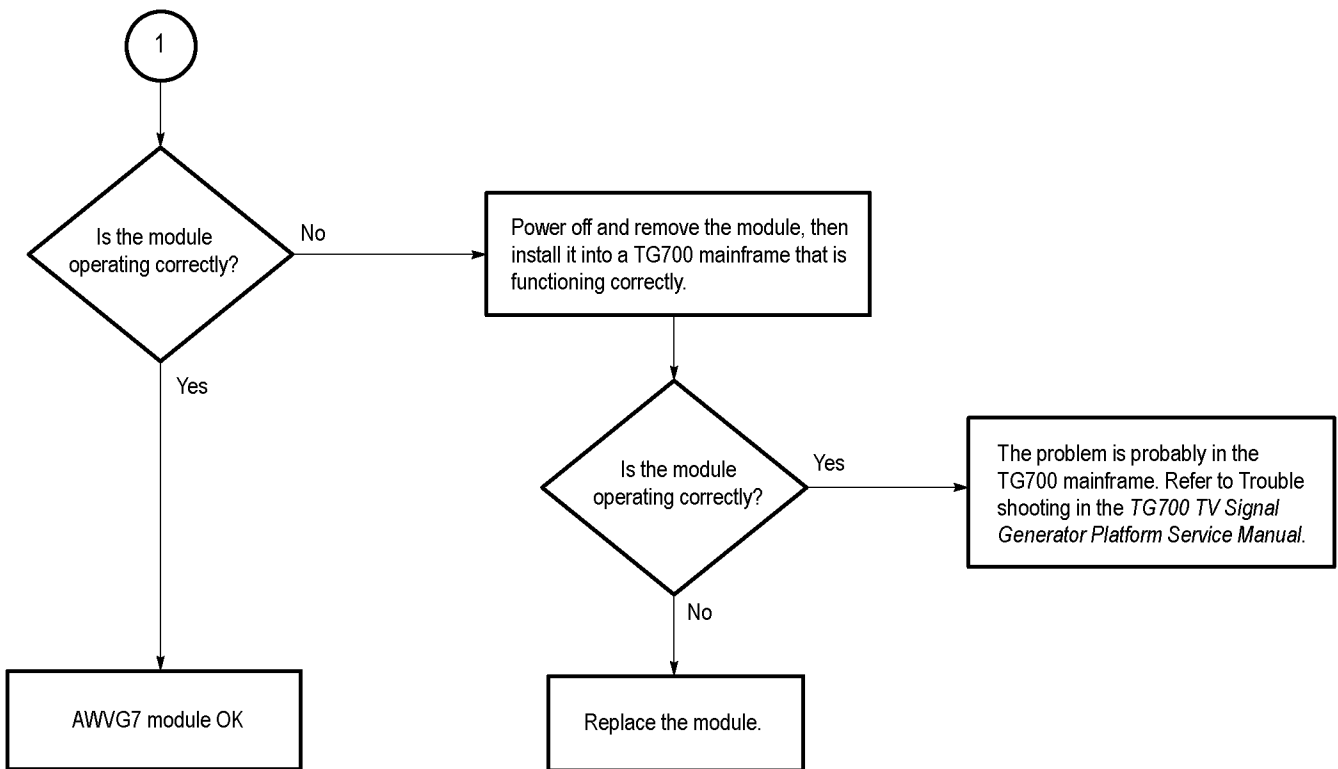 1
Is the module
operating correctly?
No
Power off and remove the module, then
install it into a TG700 mainframe that is
functioning correctly.
Yes
Is the module
operating correctly?
Yes
The problem is probably in the
TG700 mainframe. Refer to Trouble
shooting in the TG700 TV Signal
Generator Platform Service Manual.
No
AWVG7 module OK
Replace the module.